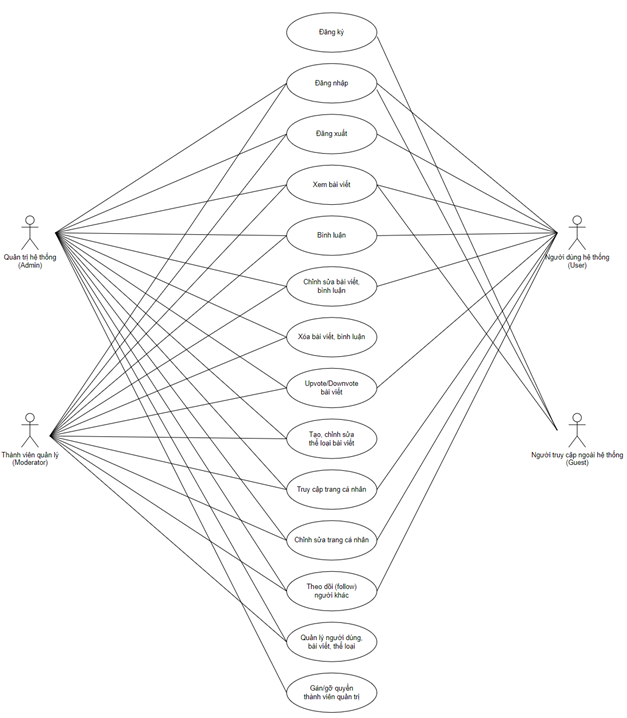 Đăng ký
Đăng nhập
Đăng xuất
Xem bài viết
Bình luận
Chỉnh sửa bài viết,
bình luận
Xóa bài viết, bình luận
Upvote/Downvote
bài viết
Tạo, chỉnh sửa
thể loại bài viết
Truy cập trang cá nhân
Chỉnh sửa trang cá nhân
Theo dõi (follow)
người khác
Quản lý người dùng,
bài viết, thể loại
Gán/gỡ quyền
thành viên quản trị
Quản trị hệ thống
(Admin)
Thành viên quản lý
(Moderator)
Người dùng hệ thống
(User)
Người truy cập ngoài hệ thống
(Guest)